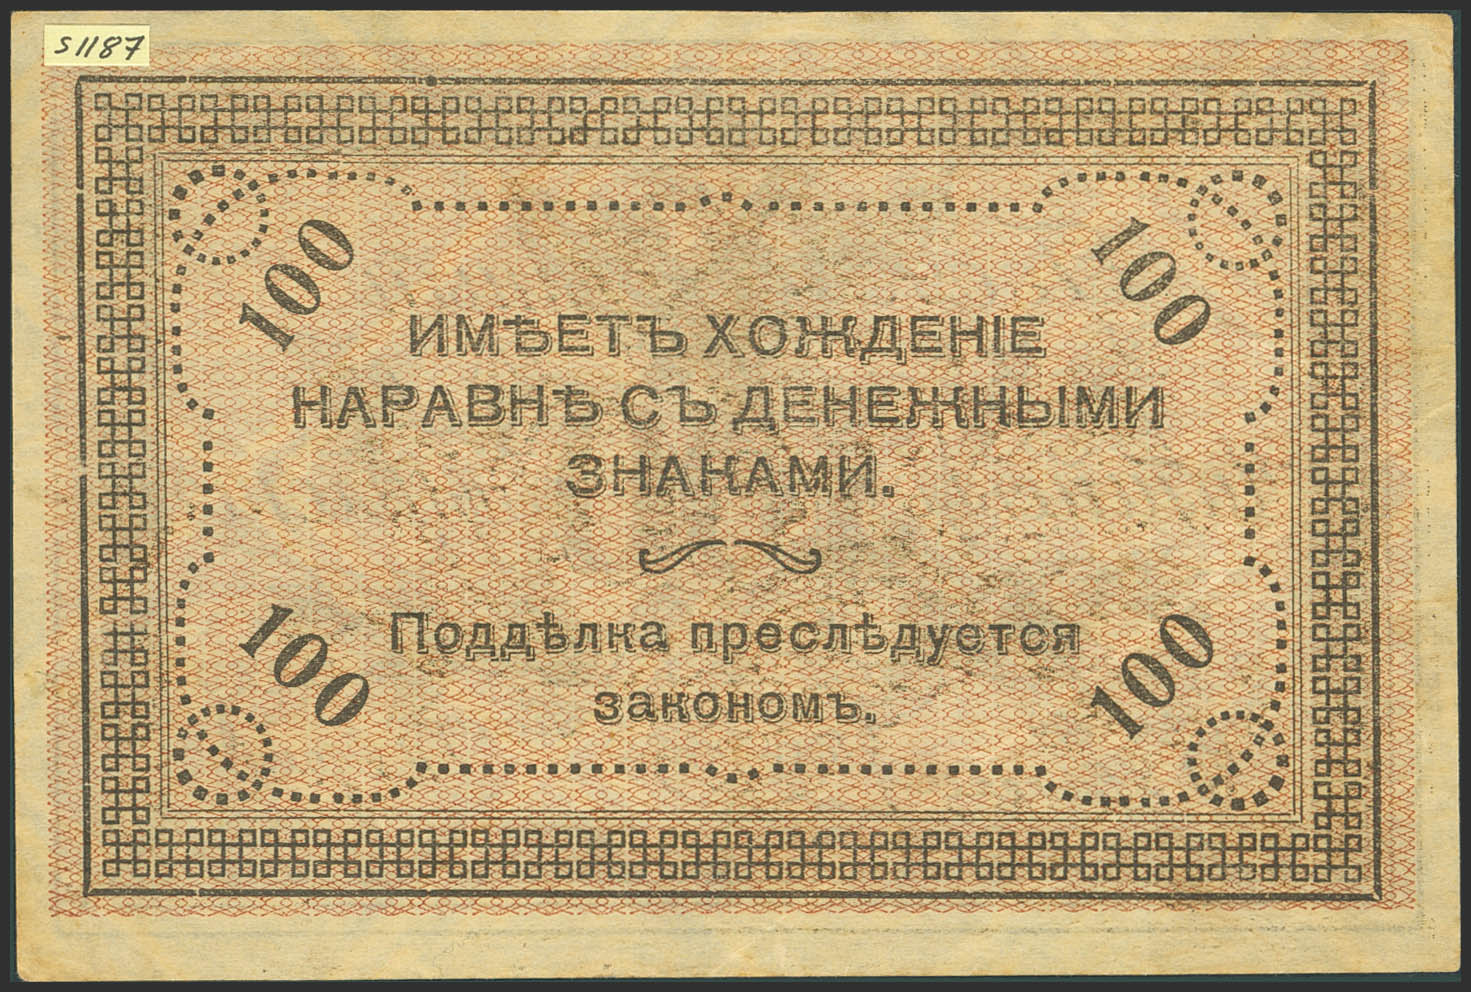 S1187
100
100
ИМѢЕТЪ ХОЖДЕНІЕ
НАРАВНѢ СЪ ДЕНЕЖНЫМИ
ЗНАКАМИ.
Поддѣлка преслѣдуется
закономъ.
100
100